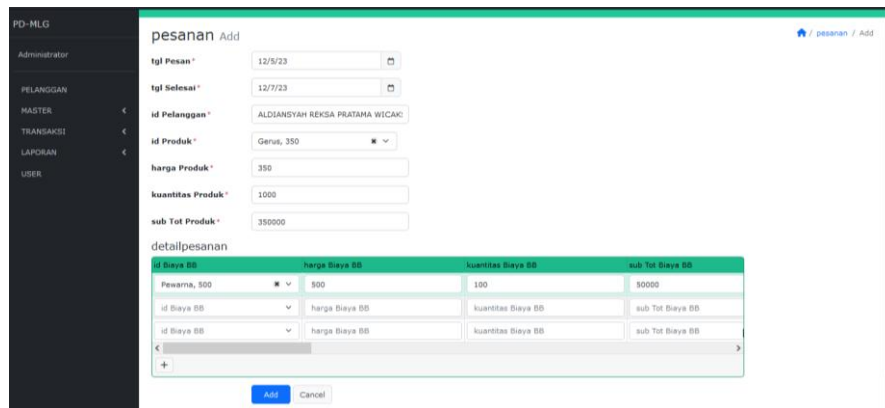 PD-MLG
Administrator
PELANGGAN
MASTER
TRANSAKSI
LAPORAN
USER
pesanan Add
/ pesanan / Add
tgl Pesan * 12/5/23
tgl Selesai * 12/7/23
id Pelanggan * ALDIANSYAH REKSA PRATAMA WICAK
id Produk * Gerus, 350
harga Produk * 350
kuantitas Produk * 1000
sub Tot Produk * 350000
detailpesanan
id Biaya BB harga Biaya BB kuantitas Biaya BB sub Tot Biaya BB
Pewarna, 500 500 100 50000
id Biaya BB harga Biaya BB kuantitas Biaya BB sub Tot Biaya BB
id Biaya BB harga Biaya BB kuantitas Biaya BB sub Tot Biaya BB
+
Add Cancel